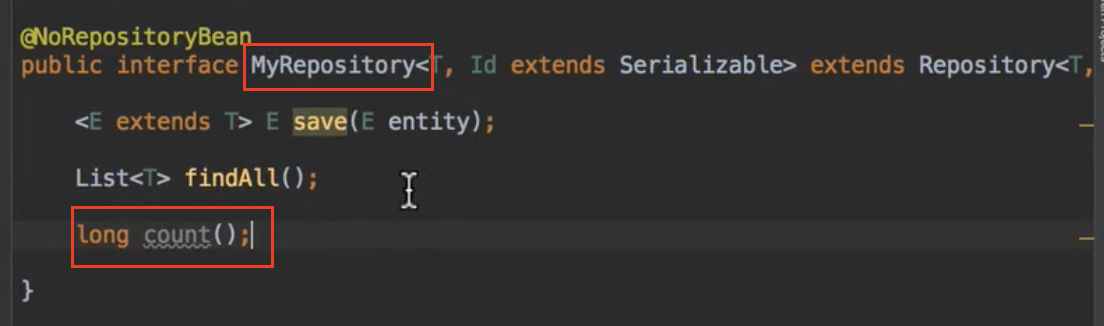 @NoRepositoryBean
public interface MyRepository<T, Id extends Serializable> extends Repository<T,
<E extends T> E save(E entity);
List<T> findAll();
long count();
}